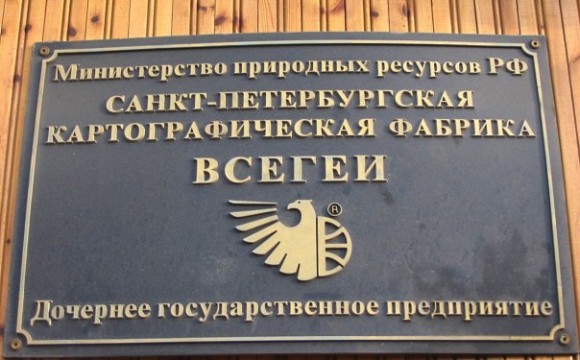 Министерство природных ресурсов РФ
САНКТ-ПЕТЕРБУРГСКАЯ
КАРТОГРАФИЧЕСКАЯ ФАБРИКА
ВСЕГЕИ
®
Дочернее государственное предприятие